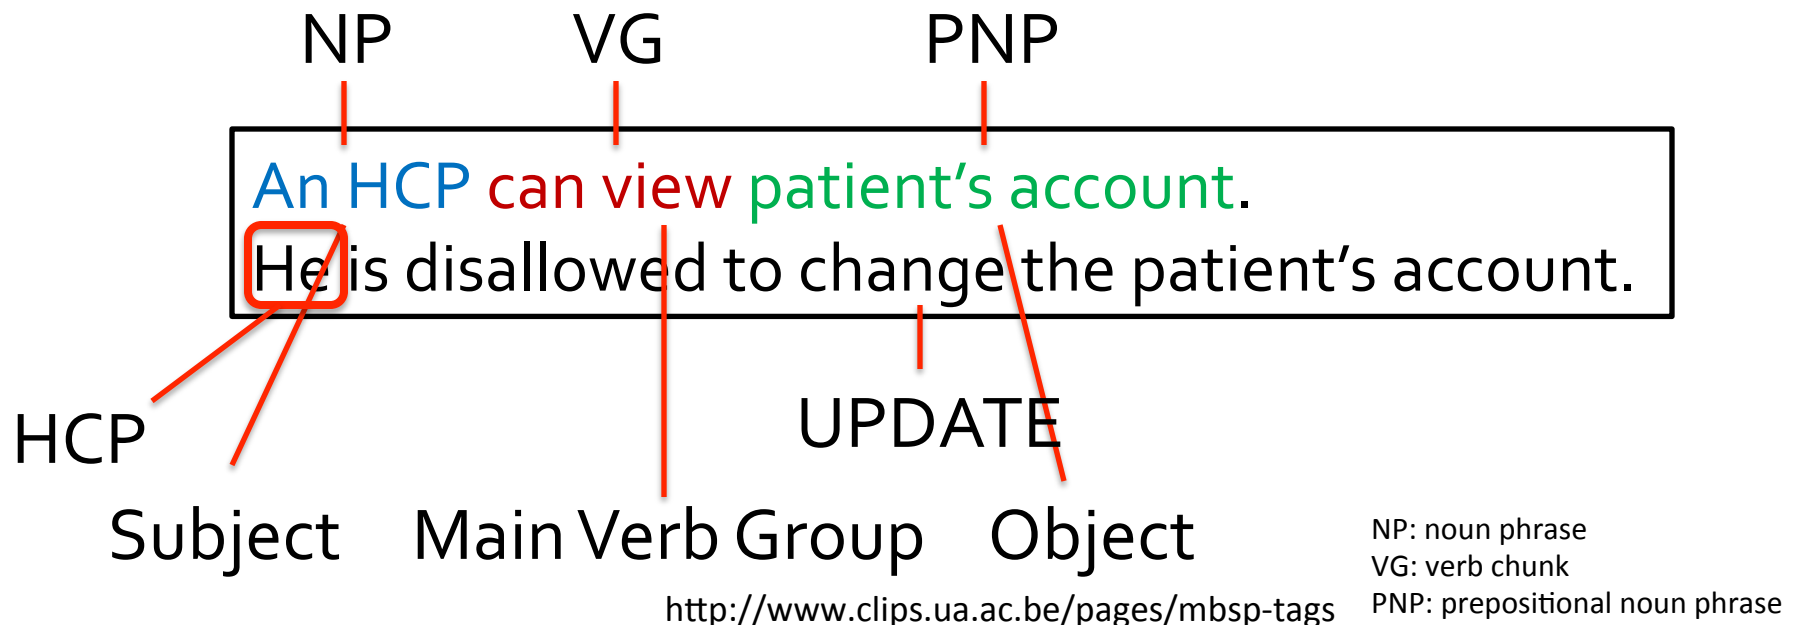 NP VG PNP
An HCP can view patient’s account.
He is disallowed to change the patient’s account.
HCP
UPDATE
Subject Main Verb Group Object
NP: noun phrase
VG: verb chunk
PNP: prepositional noun phrase
http://www.clips.ua.ac.be/pages/mbsp-tags